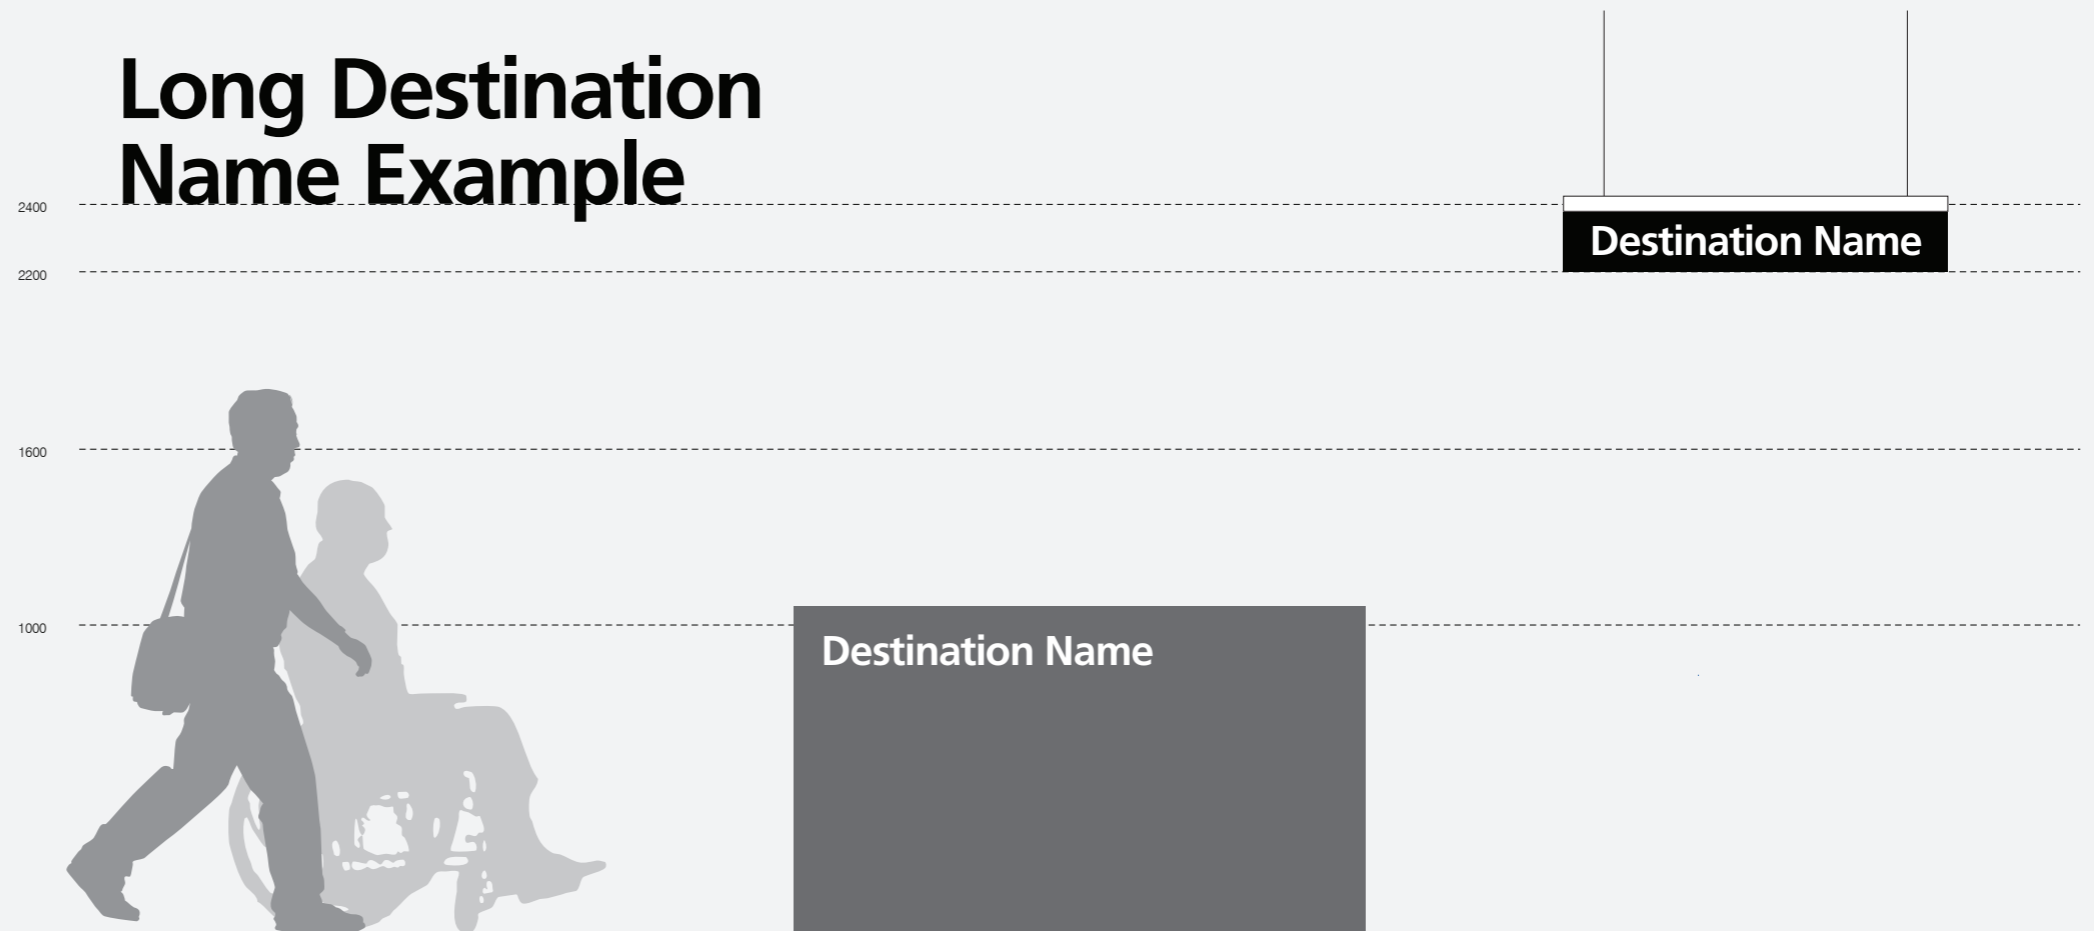 Long Destination
Name Example
2400
Destination Name
2200
1600
1000
Destination Name